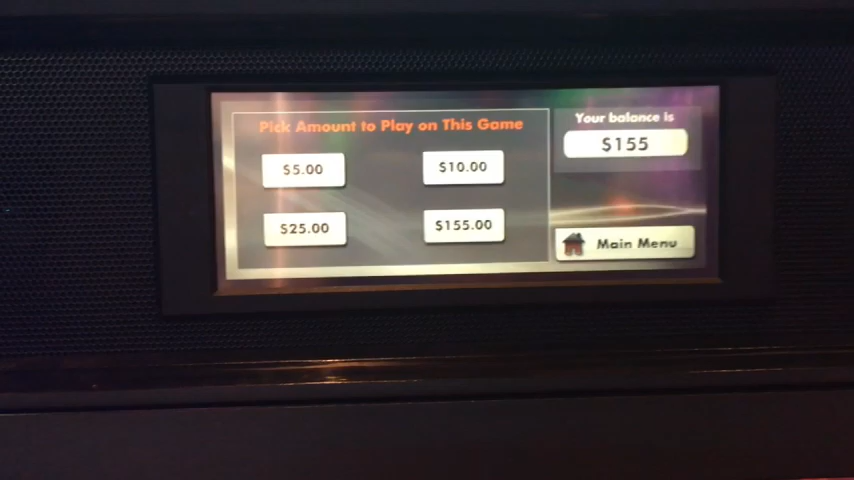 Pick Amount to Play on This Game
$5.00
$10.00
$25.00
$155.00
Your balance is
$155
Main Menu